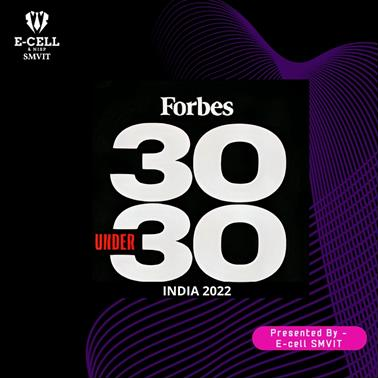 E-CELL
& NISP
SMVIT
Forbes
30
UNDER
30
INDIA 2022
Presented By -
E-cell SMVIT